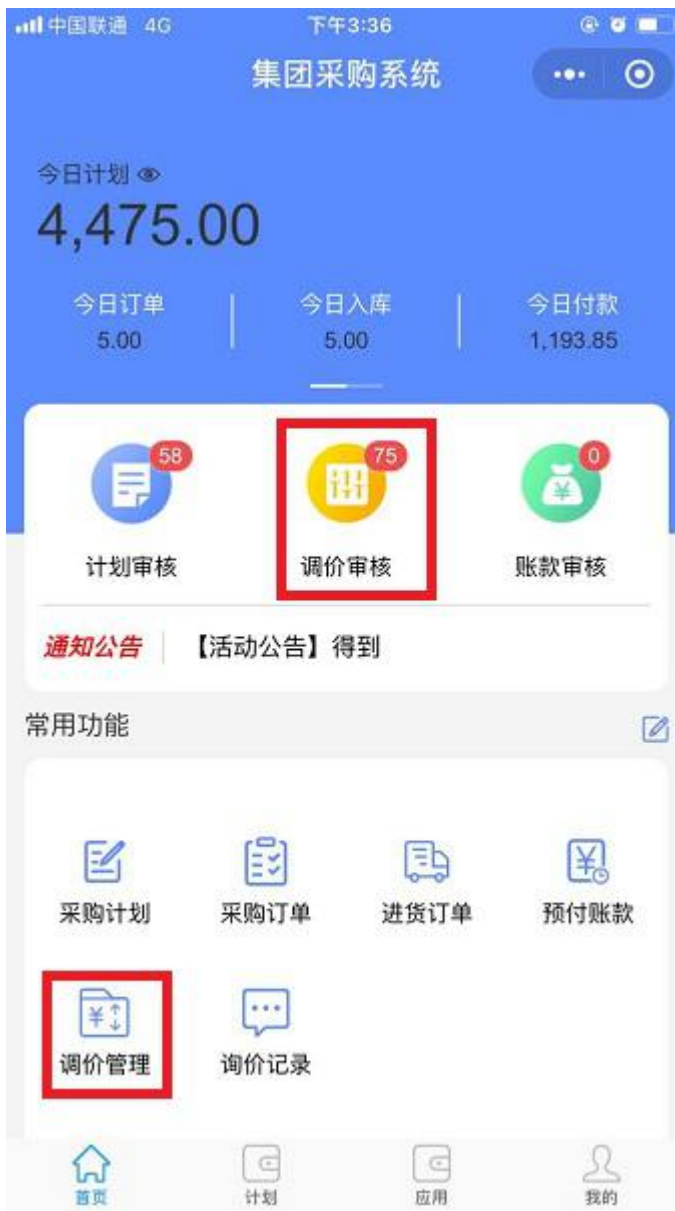 中国联通 4G 下午3:36
集团采购系统
今日计划
4,475.00
今日订单 今日入库 今日付款
5.00 5.00 1,193.85
58 75 0
计划审核 调价审核 账款审核
通知公告 【活动公告】得到
常用功能
采购计划 采购订单 进货订单 预付账款
调价管理 询价记录
首页 计划 应用 我的